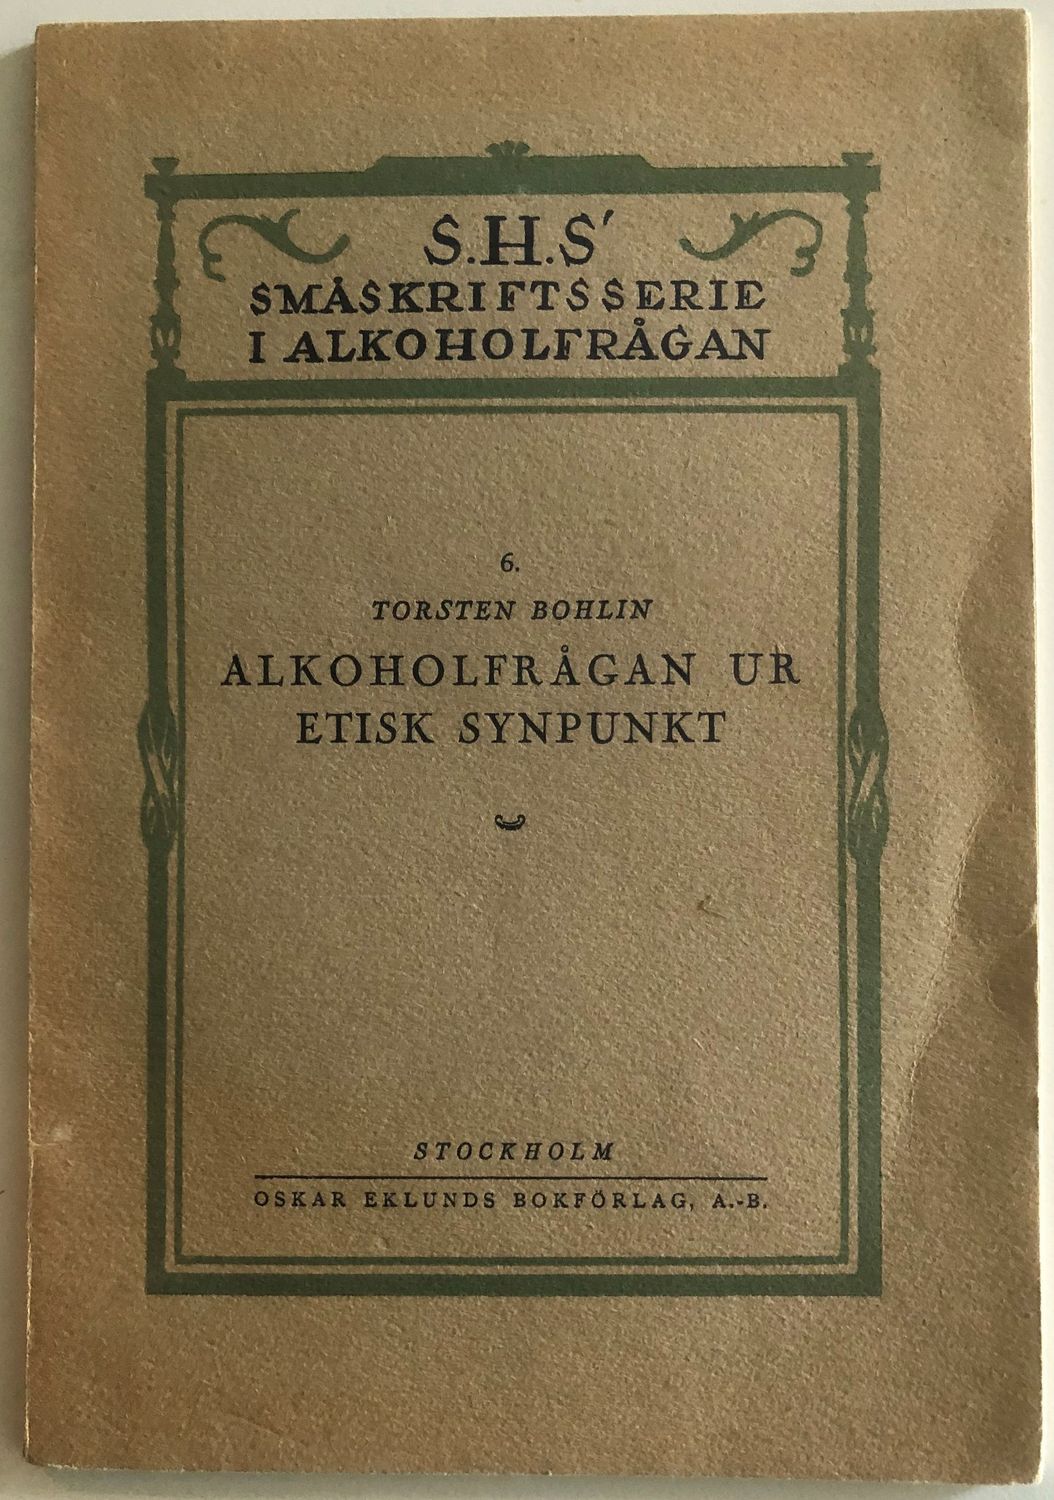 S.H.S'
SMÅSKRIFTSSERIE
I ALKOHOLFRÅGAN
6.
TORSTEN BOHLIN
ALKOHOLFRÅGAN UR
ETISK SYNPUNKT
STOCKHOLM
OSKAR EKLUNDS BOKFÖRLAG, A.-B.